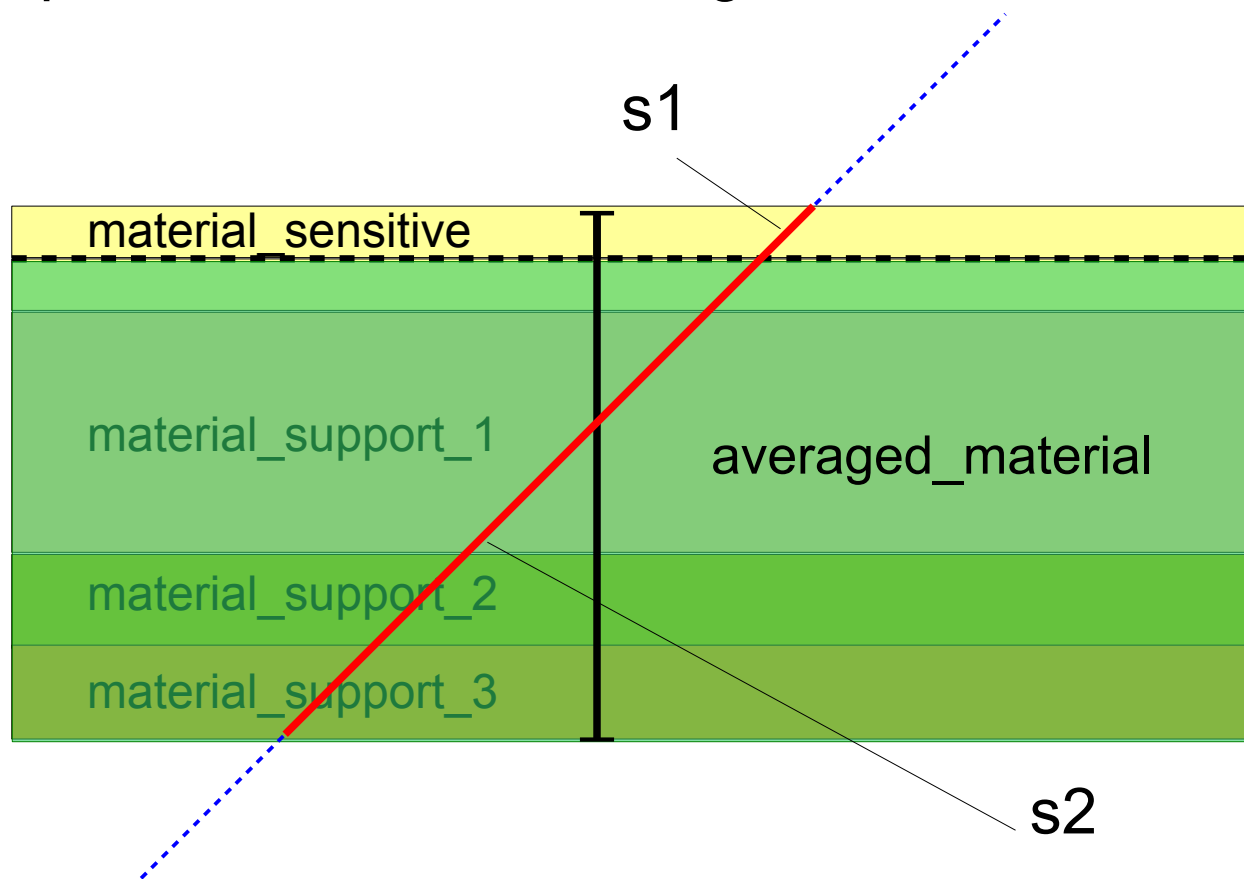 s1
material_sensitive
material_support_1
averaged_material
material_support_2
material_support_3
s2